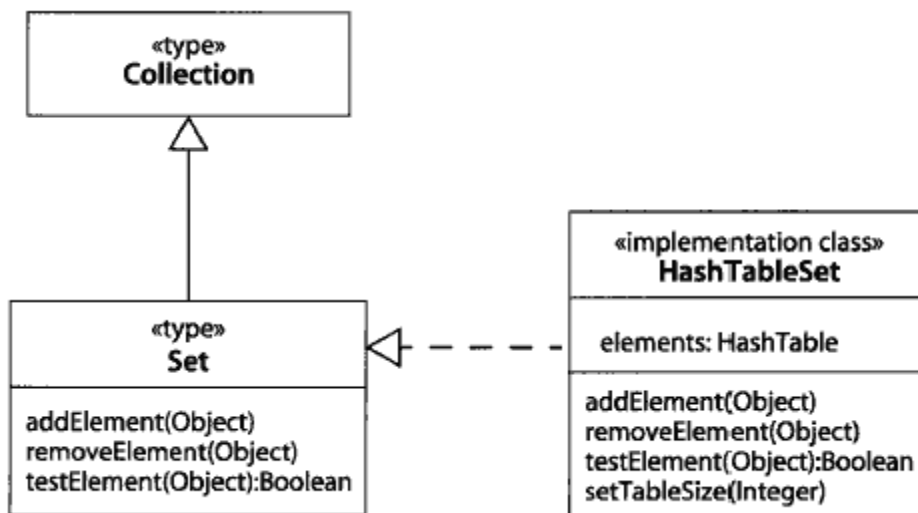 «type»
Collection
«type»
Set
addElement(Object)
removeElement(Object)
testElement(Object):Boolean
«implementation class»
HashTableSet
elements: HashTable
addElement(Object)
removeElement(Object)
testElement(Object):Boolean
setTableSize(Integer)